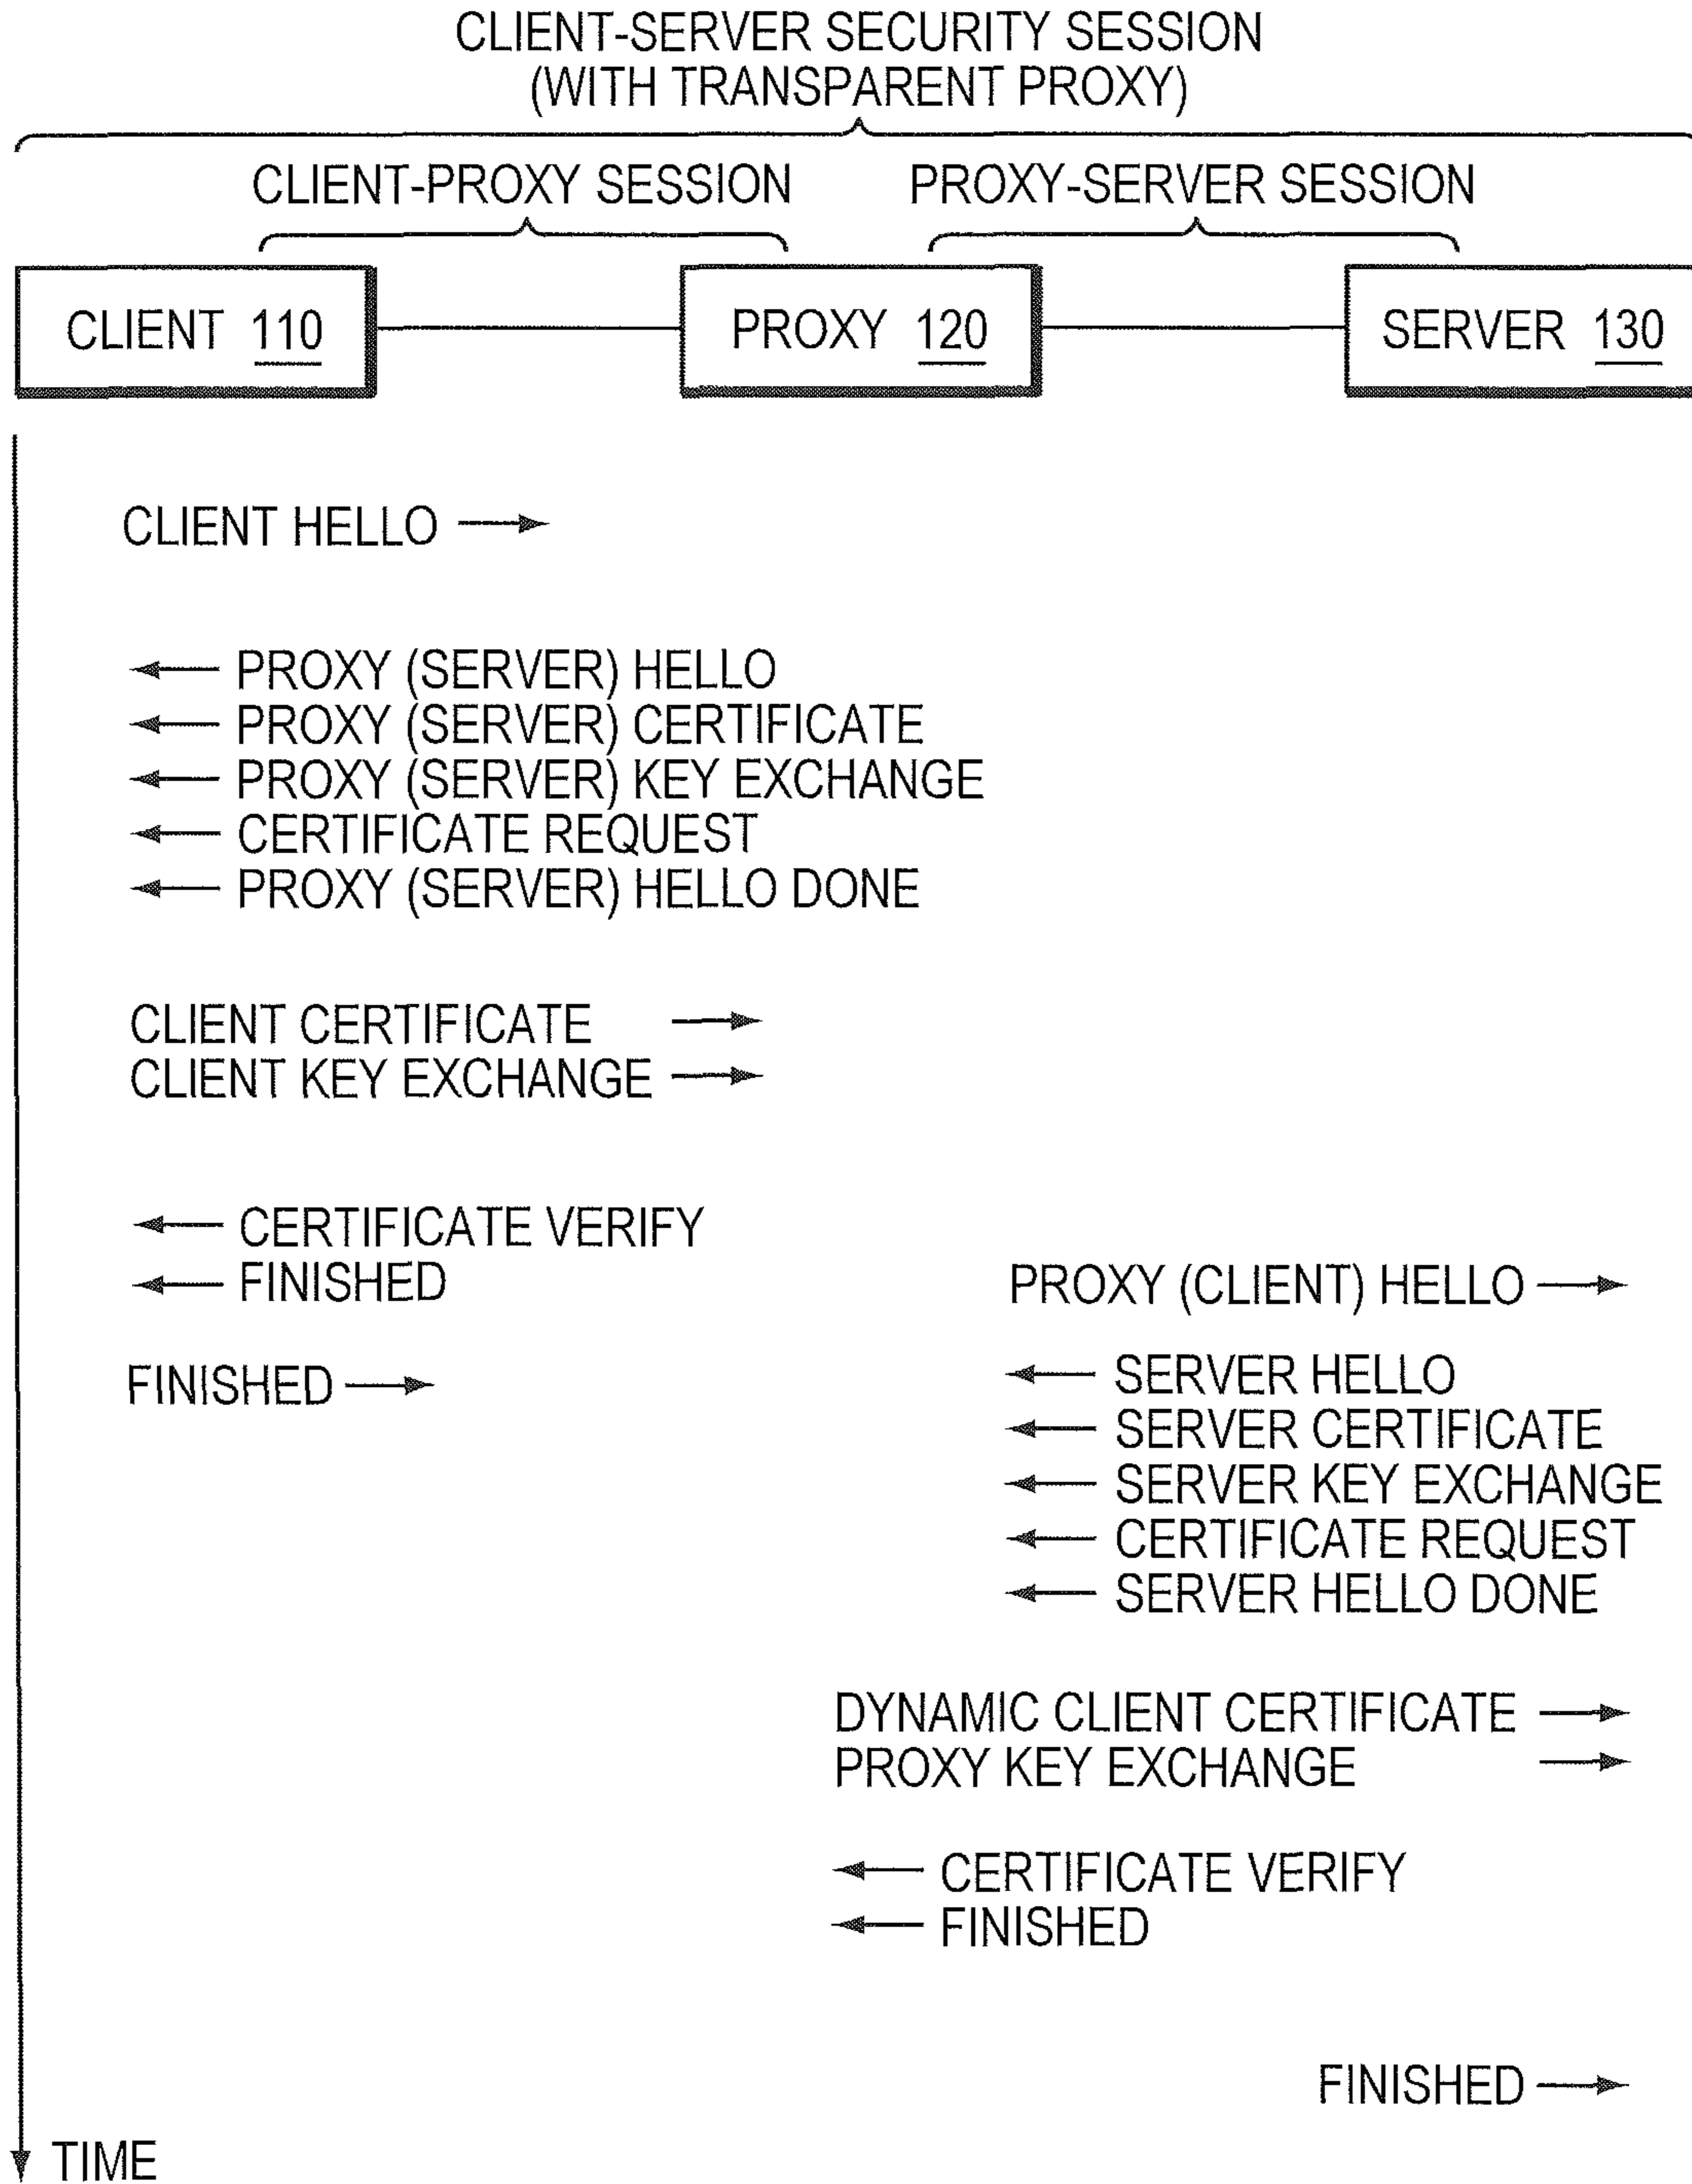 CLIENT-SERVER SECURITY SESSION
(WITH TRANSPARENT PROXY)
CLIENT-PROXY SESSION PROXY-SERVER SESSION
CLIENT 110 PROXY 120 SERVER 130
CLIENT HELLO
PROXY (SERVER) HELLO
PROXY (SERVER) CERTIFICATE
PROXY (SERVER) KEY EXCHANGE
CERTIFICATE REQUEST
PROXY (SERVER) HELLO DONE
CLIENT CERTIFICATE
CLIENT KEY EXCHANGE
CERTIFICATE VERIFY
FINISHED PROXY (CLIENT) HELLO
FINISHED SERVER HELLO
SERVER CERTIFICATE
SERVER KEY EXCHANGE
CERTIFICATE REQUEST
SERVER HELLO DONE
DYNAMIC CLIENT CERTIFICATE
PROXY KEY EXCHANGE
CERTIFICATE VERIFY
FINISHED
FINISHED
TIME